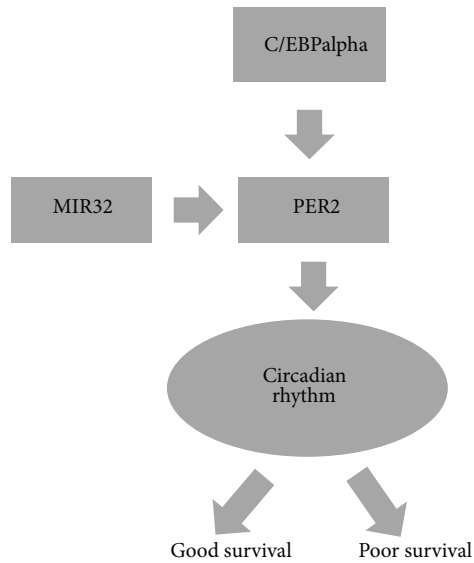 C/EBPalpha
MIR32
PER2
Circadian
rhythm
Good survival
Poor survival